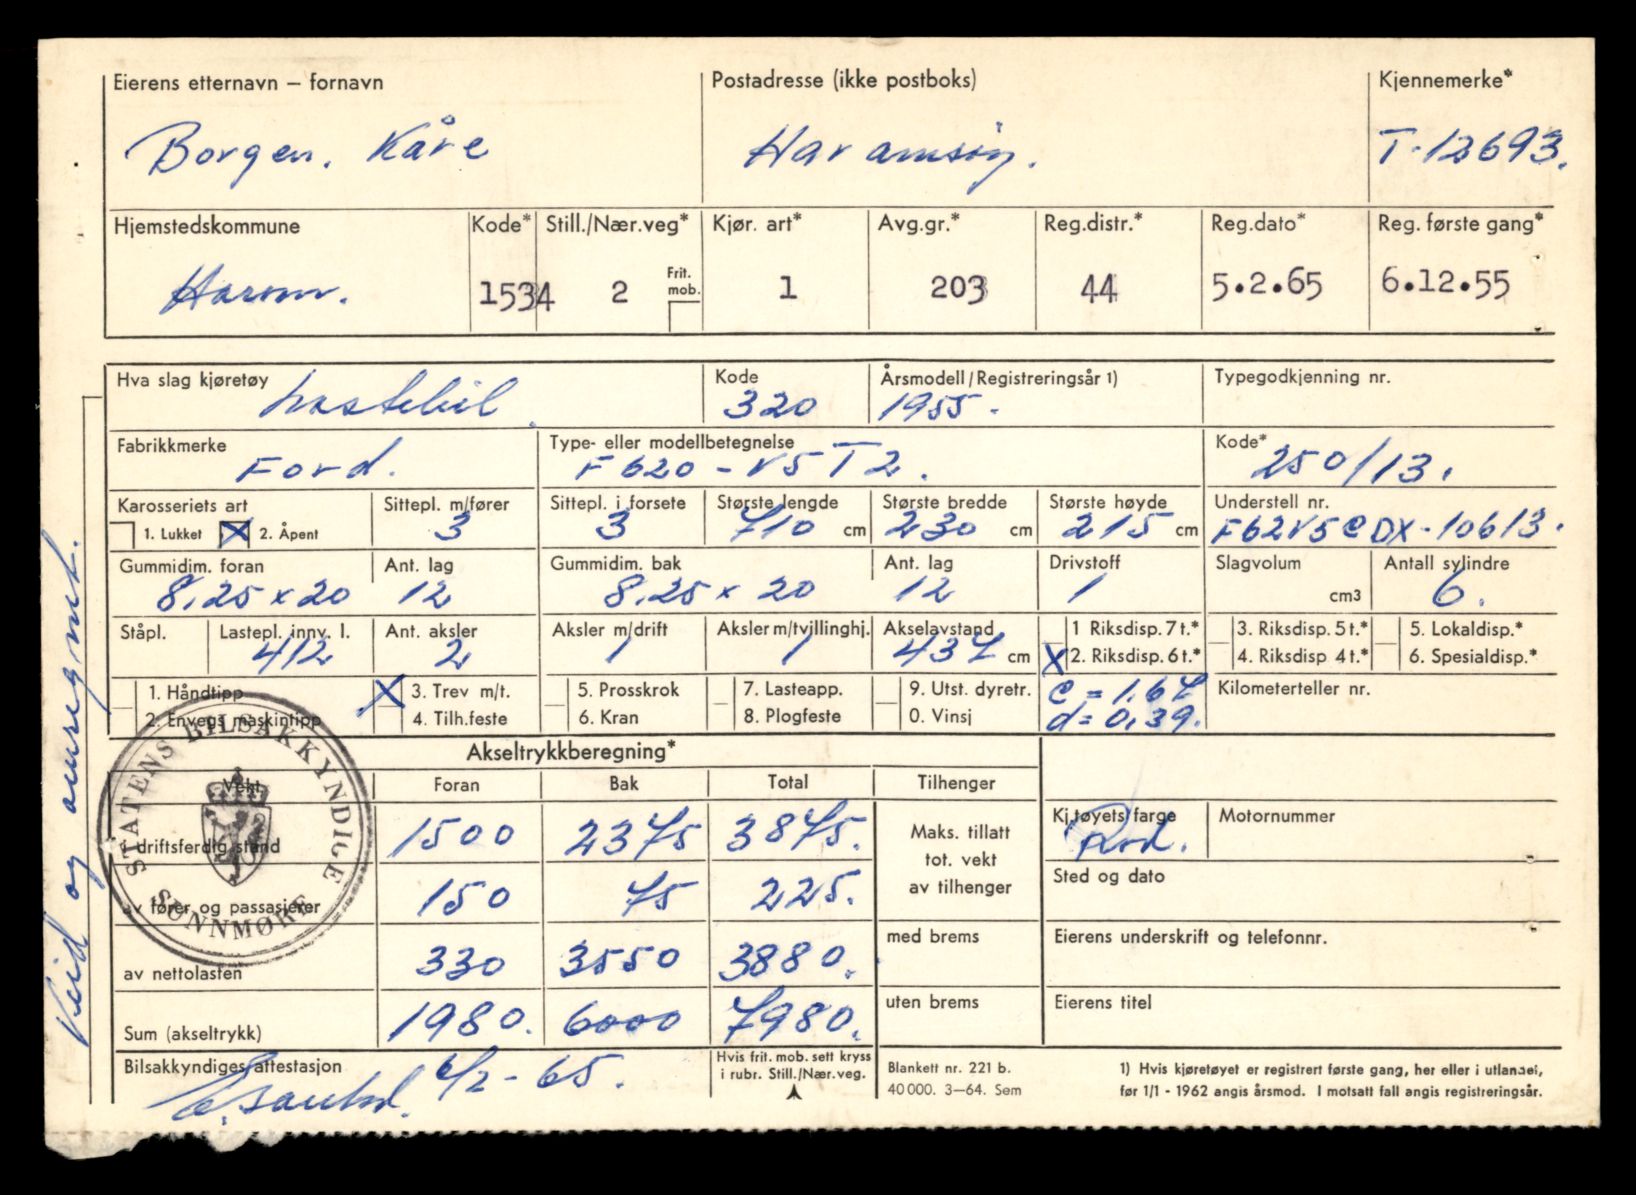 Eierens etternavn – fornavn Postadresse (ikke postboks) Kjennemerke*
Borgen, Kåre Haramsøy. T-12693.
Hjemstedskommune Kode* Still./Nær.veg* Kjør. art* Avg.gr.* Reg.distr.* Reg.dato* Reg. første gang*
Haram. 1534 2 Frit. mob. 1 203 44 5.2.65 6.12.55
Hva slag kjøretøy Kode Årsmodell/Registreringsår 1) Typegodkjenning nr.
Lastebil. 320 1955.
Fabrikkmerke Type- eller modellbetegnelse Kode*
Ford. F620-V5T2. 250/13.
Karosseriets art Sittepl. m/fører Sittepl. i forsete Største lengde Største bredde Største høyde Understell nr.
1. Lukket X 2. Åpent 3 3 710 cm 230 cm 215 cm F62V5CDX-10613.
Gummidim. foran Ant. lag Gummidim. bak Ant. lag Drivstoff Slagvolum Antall sylindre
8.25 x 20 12 8.25 x 20 12 1 cm3 6.
Ståpl. Lastepl. innv. l. Ant. aksler Aksler m/drift Aksler m/tvillinghj. Akselavstand 1 Riksdisp. 7 t.* 3. Riksdisp. 5 t.* 5. Lokaldisp.*
412 2 1 1 437 cm X 2. Riksdisp. 6 t.* 4. Riksdisp 4 t.* 6. Spesialdisp.*
1. Håndtipp X 3. Trev m/t. 5. Prosskrok 7. Lasteapp. 9. Utst. dyretr. c = 1.67 Kilometerteller nr.
2. Envegs maskintipp 4. Tilh.feste 6. Kran 8. Plogfeste 0. Vinsj d = 0,39.
Akseltrykkberegning*
Vekt Foran Bak Total Tilhenger
driftsferdig stand 1500 2375 3875. Maks. tillatt tot. vekt av tilhenger Kj.tøyets farge Rød. Motornummer
av fører og passasjerer 150 75 225. Sted og dato
av nettolasten 330 3550 3880. med brems Eierens underskrift og telefonnr.
Sum (akseltrykk) 1980. 6000 7980. uten brems Eierens titel
Bilsakkyndiges attestasjon 6/2-65. Hvis frit. mob. sett kryss i rubr. Still./Nær.veg.
Blankett nr. 221 b.
40 000. 3–64. Sem
1) Hvis kjøretøyet er registrert første gang, her eller i utlandet,
før 1/1 - 1962 angis årsmod. I motsatt fall angis registreringsår.
STATENS BILSAKKYNDIGE
SUNNMØRE
Veid og omregnet.